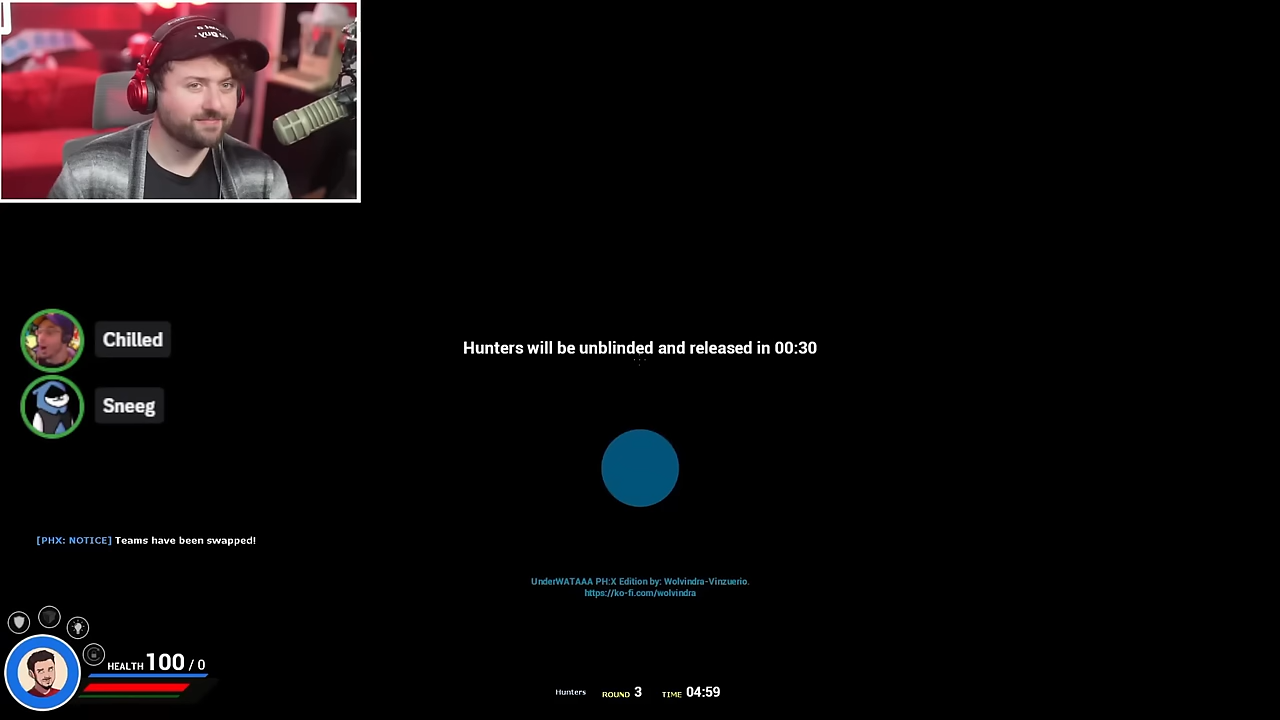 Chilled
Hunters will be unblinded and released in 00:30
Sneeg
[PHX: NOTICE] Teams have been swapped!
UnderWATAAA PH:X Edition by: Wolvindra-Vinzuerio.
https://ko-fi.com/wolvindra
HEALTH 100 / 0
Hunters ROUND 3 TIME 04:59